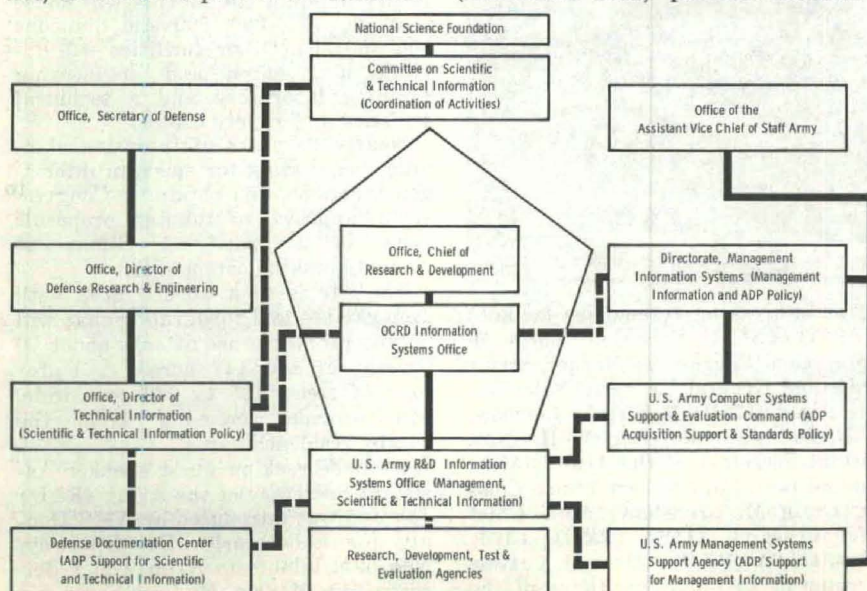 National Science Foundation
Committee on Scientific
& Technical Information
(Coordination of Activities)
Office, Secretary of Defense
Office of the
Assistant Vice Chief of Staff Army
Office, Chief of
Research & Development
Office, Director of
Defense Research & Engineering
Directorate, Management
Information Systems (Management
Information and ADP Policy)
OCRD Information
Systems Office
Office, Director of
Technical Information
(Scientific & Technical Information Policy)
U. S. Army Computer Systems
Support & Evaluation Command (ADP
Acquisition Support & Standards Policy)
U. S. Army R&D Information
Systems Office (Management,
Scientific & Technical Information)
Defense Documentation Center
(ADP Support for Scientific
and Technical Information)
Research, Development, Test &
Evaluation Agencies
U. S. Army Management Systems
Support Agency (ADP Support
for Management Information)